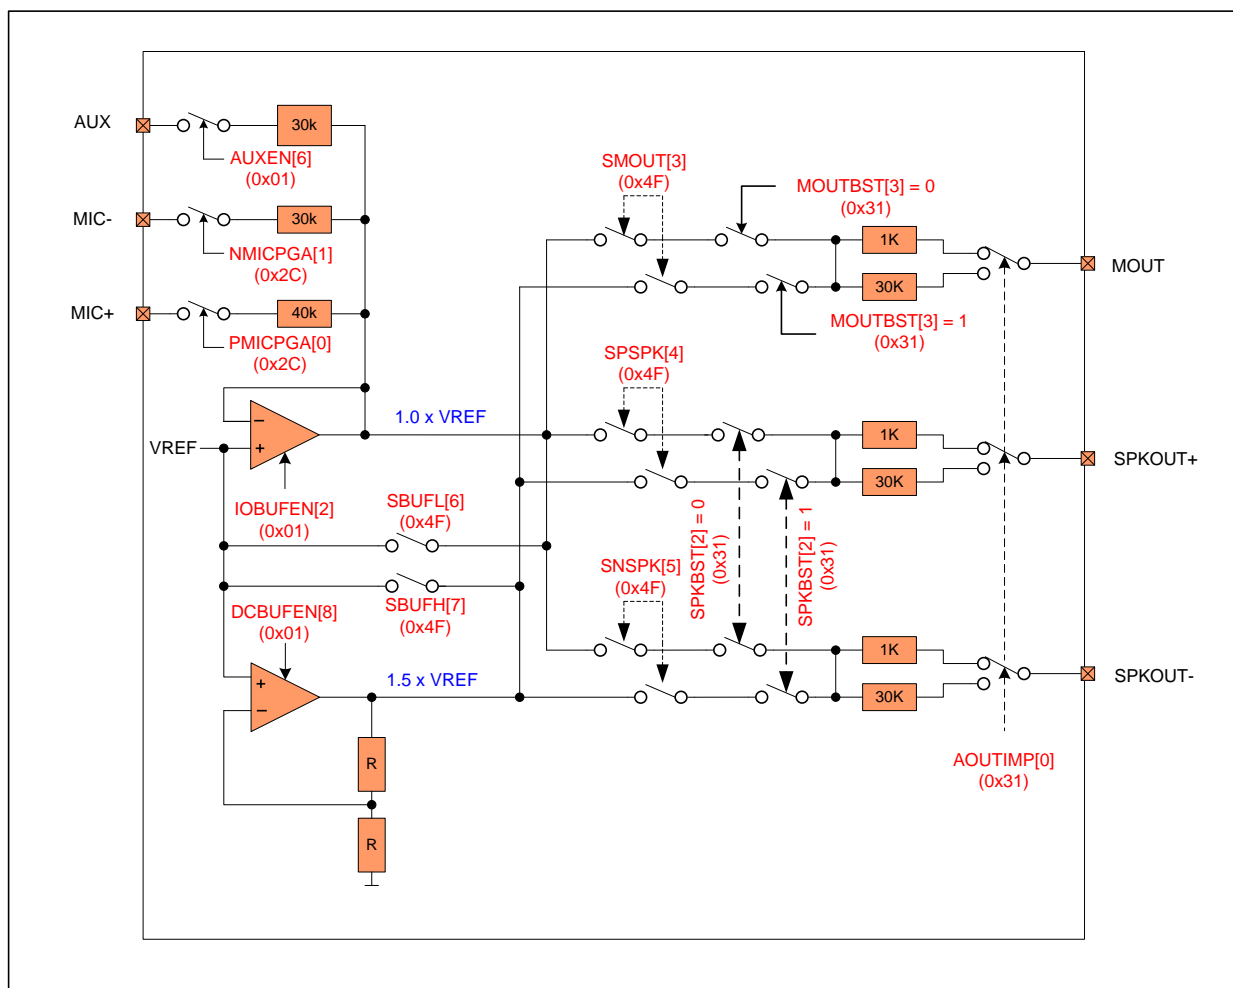 AUX
30k
AUXEN[6]
(0x01)
MIC-
30k
NMICPGA[1]
(0x2C)
MIC+
40k
PMICPGA[0]
(0x2C)
SMOUT[3]
(0x4F)
MOUTBST[3] = 0
(0x31)
1K
30K
MOUT
MOUTBST[3] = 1
(0x31)
SPSPK[4]
(0x4F)
1.0 x VREF
VREF
−
+
IOBUFEN[2]
(0x01)
1K
30K
SPKOUT+
SBUFL[6]
(0x4F)
SBUFH[7]
(0x4F)
SPKBST[2] = 0
(0x31)
SPKBST[2] = 1
(0x31)
SNSPK[5]
(0x4F)
DCBUFEN[8]
(0x01)
+
−
1.5 x VREF
1K
30K
SPKOUT-
R
R
AOUTIMP[0]
(0x31)